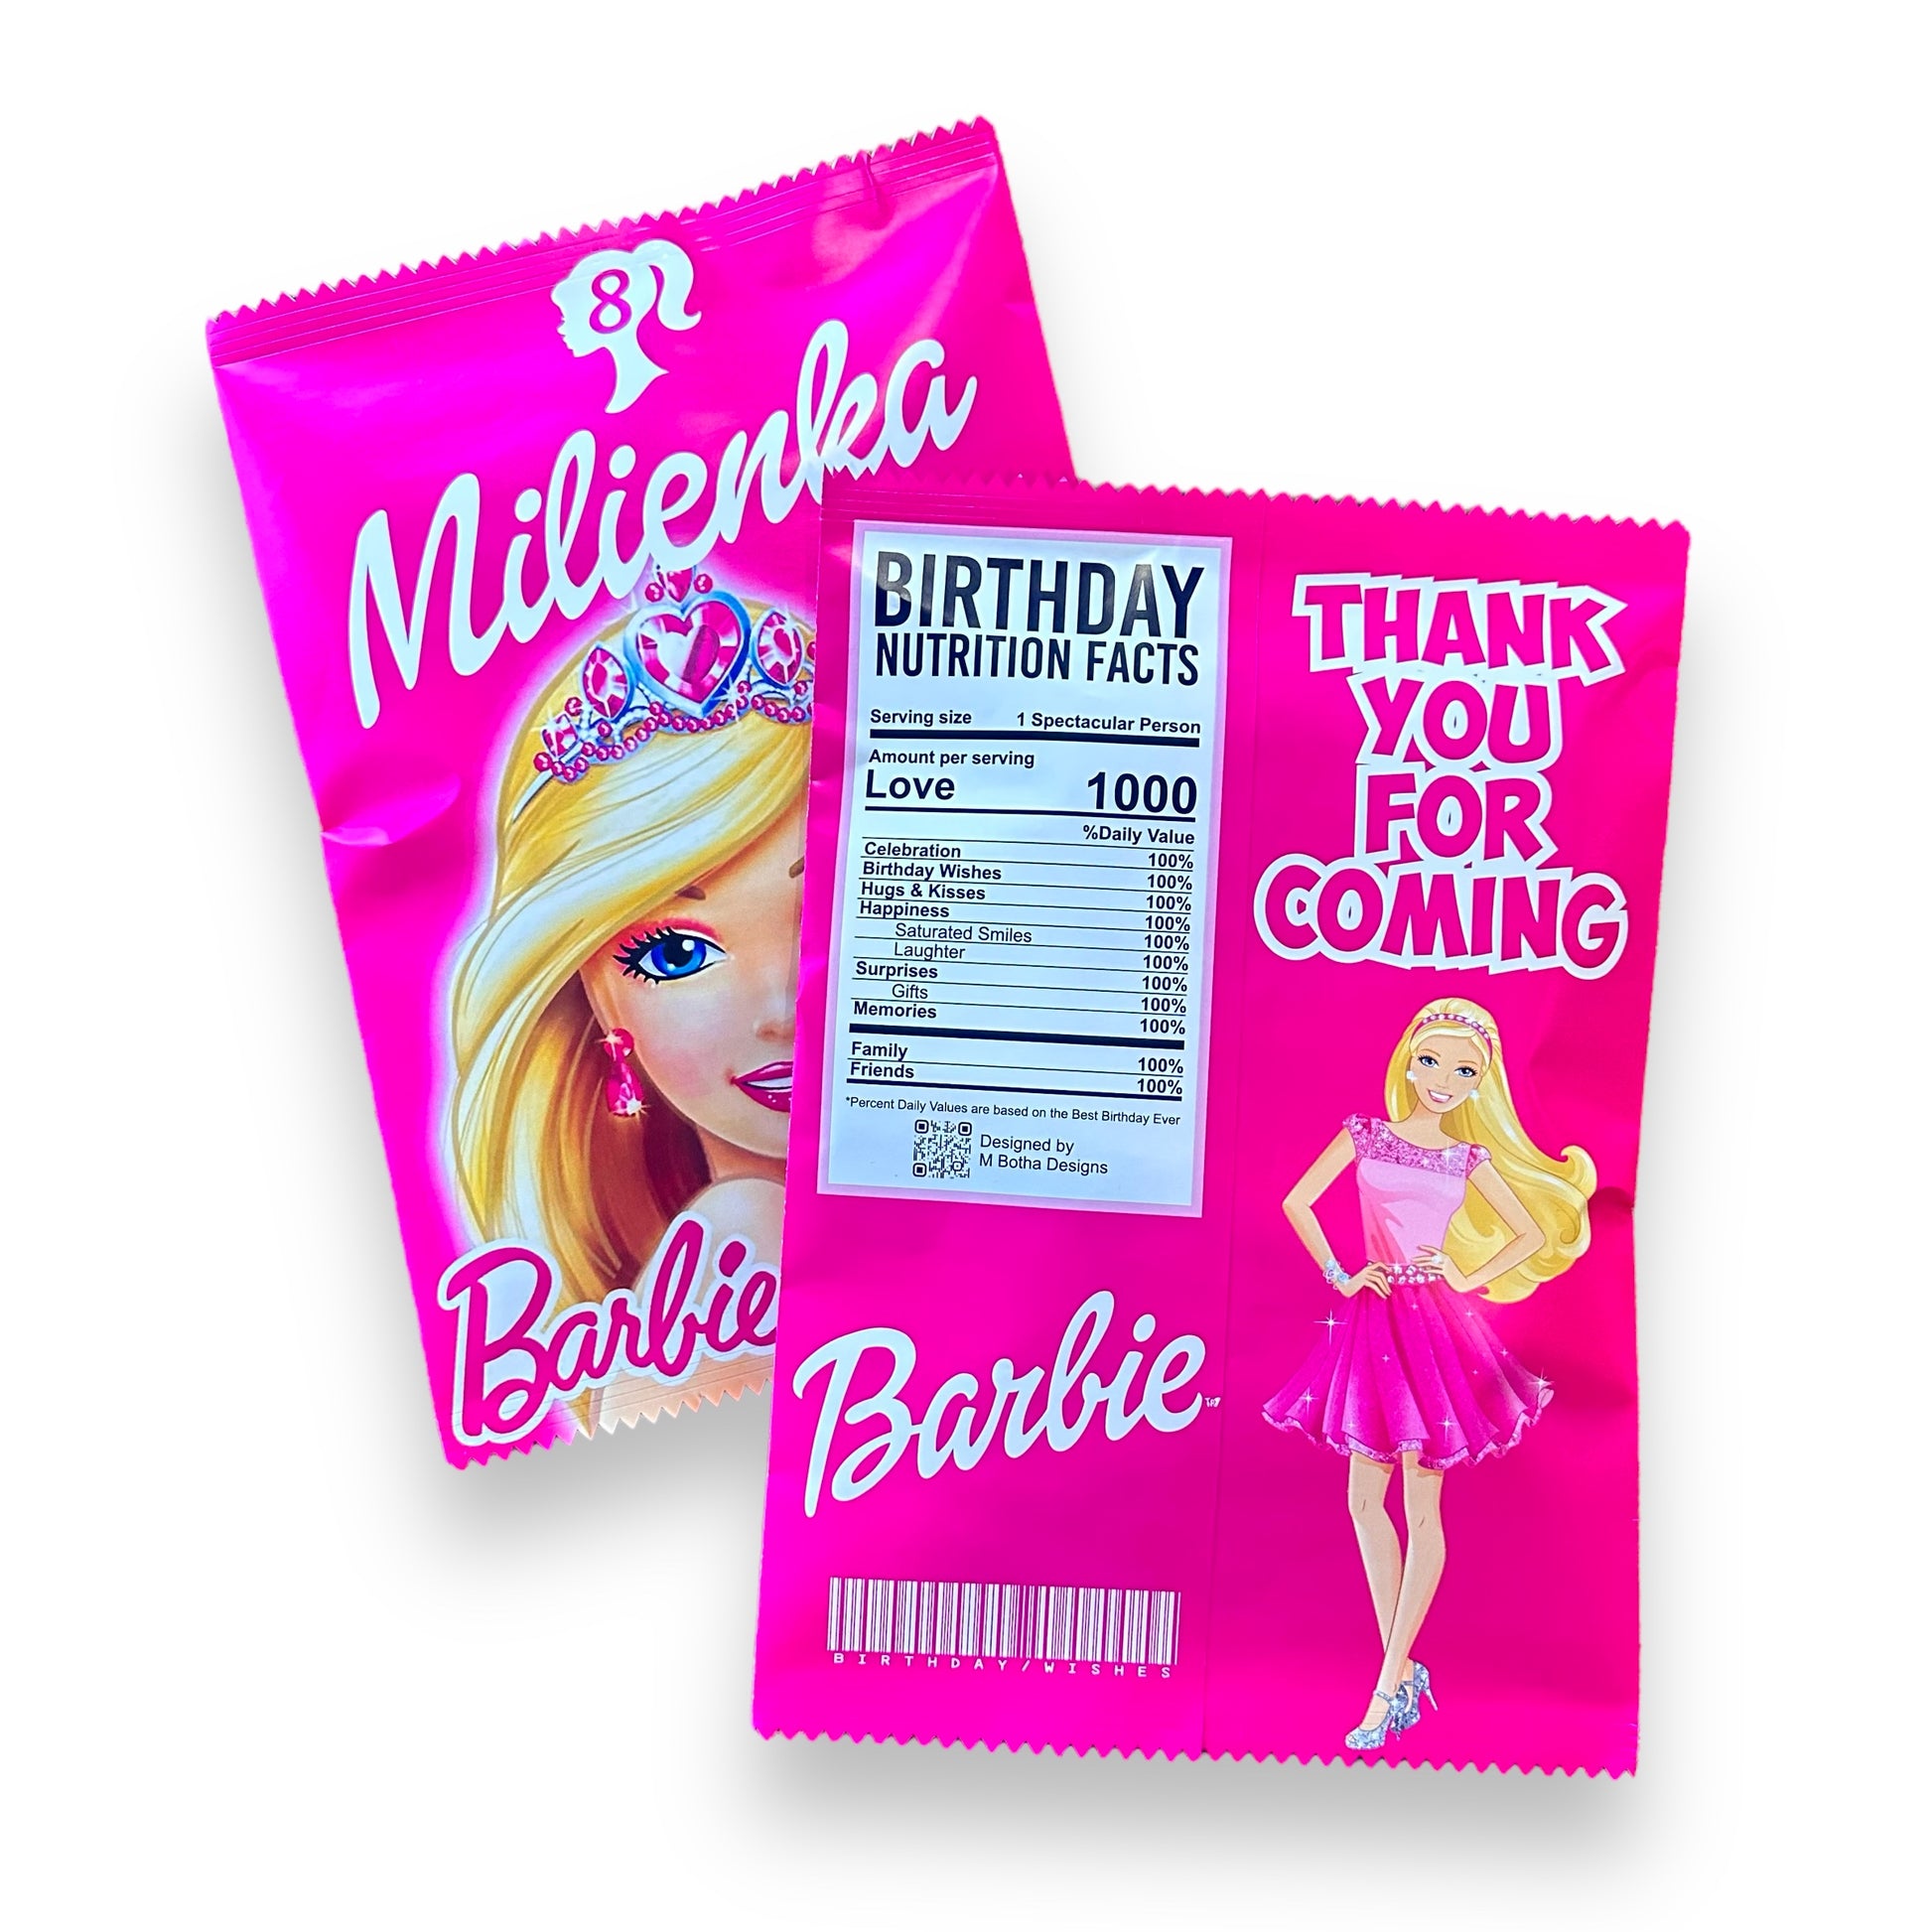 8
Milienka
Barbie
BIRTHDAY
NUTRITION FACTS
Serving size 1 Spectacular Person
Amount per serving
Love 1000
%Daily Value
Celebration 100%
Birthday Wishes 100%
Hugs & Kisses 100%
Happiness 100%
Saturated Smiles 100%
Laughter 100%
Surprises 100%
Gifts 100%
Memories 100%
Family 100%
Friends 100%
*Percent Daily Values are based on the Best Birthday Ever
Designed by
M Botha Designs
Barbie™
BIRTHDAY/WISHES
THANK
YOU
FOR
COMING